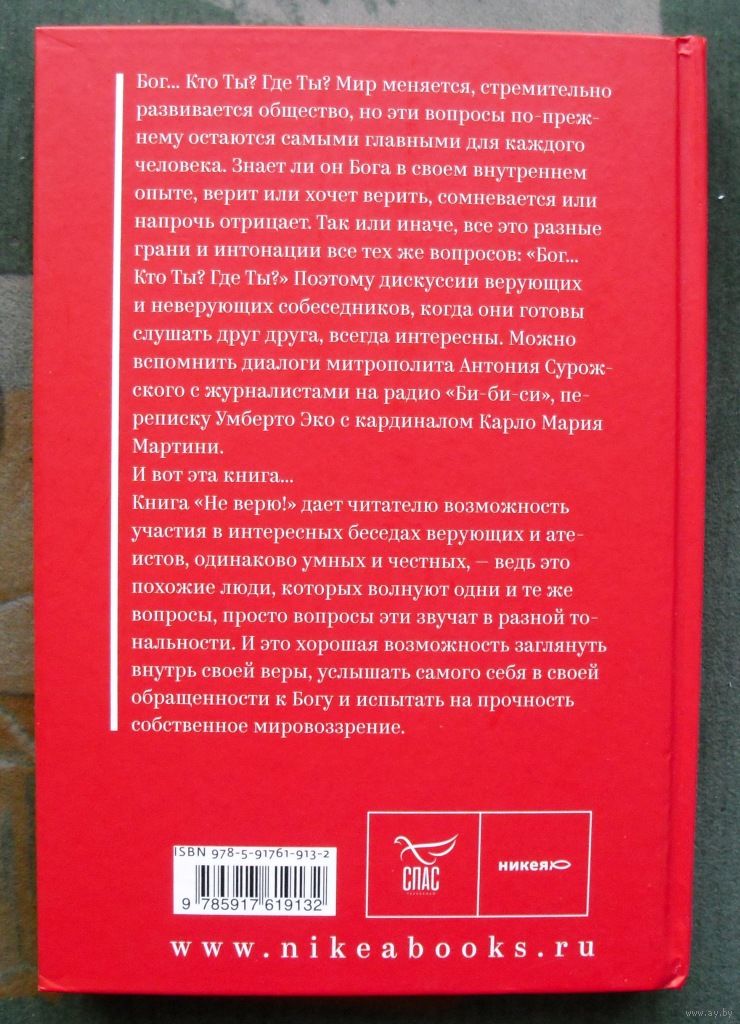 Бог... Кто Ты? Где Ты? Мир меняется, стремительно
развивается общество, но эти вопросы по-преж-
нему остаются самыми главными для каждого
человека. Знает ли он Бога в своем внутреннем
опыте, верит или хочет верить, сомневается или
напрочь отрицает. Так или иначе, все это разные
грани и интонации все тех же вопросов: «Бог...
Кто Ты? Где Ты?» Поэтому дискуссии верующих
и неверующих собеседников, когда они готовы
слушать друг друга, всегда интересны. Можно
вспомнить диалоги митрополита Антония Сурож-
ского с журналистами на радио «Би-би-си», пе-
реписку Умберто Эко с кардиналом Карло Мария
Мартини.
И вот эта книга...
Книга «Не верю!» дает читателю возможность
участия в интересных беседах верующих и ате-
истов, одинаково умных и честных, — ведь это
похожие люди, которых волнуют одни и те же
вопросы, просто вопросы эти звучат в разной то-
нальности. И это хорошая возможность заглянуть
внутрь своей веры, услышать самого себя в своей
обращенности к Богу и испытать на прочность
собственное мировоззрение.
ISBN 978-5-91761-913-2
9 785917 619132
СПАС
никея
www.nikeabooks.ru
www.ay.by